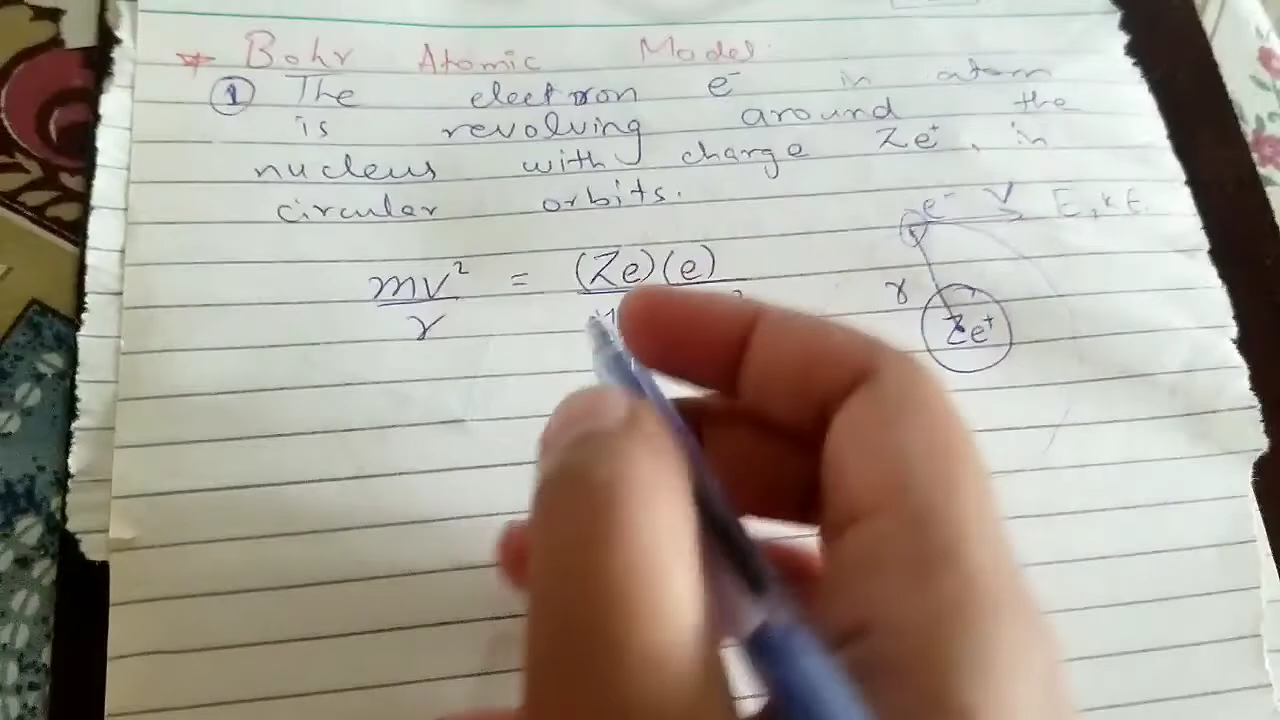 * Bohr Atomic Model
① The electron e⁻ in atom
is revolving around the
nucleus with charge Ze⁺, in
circular orbits.
e⁻ V E, K.E.
mv² / r = (Ze)(e)
r
Ze⁺